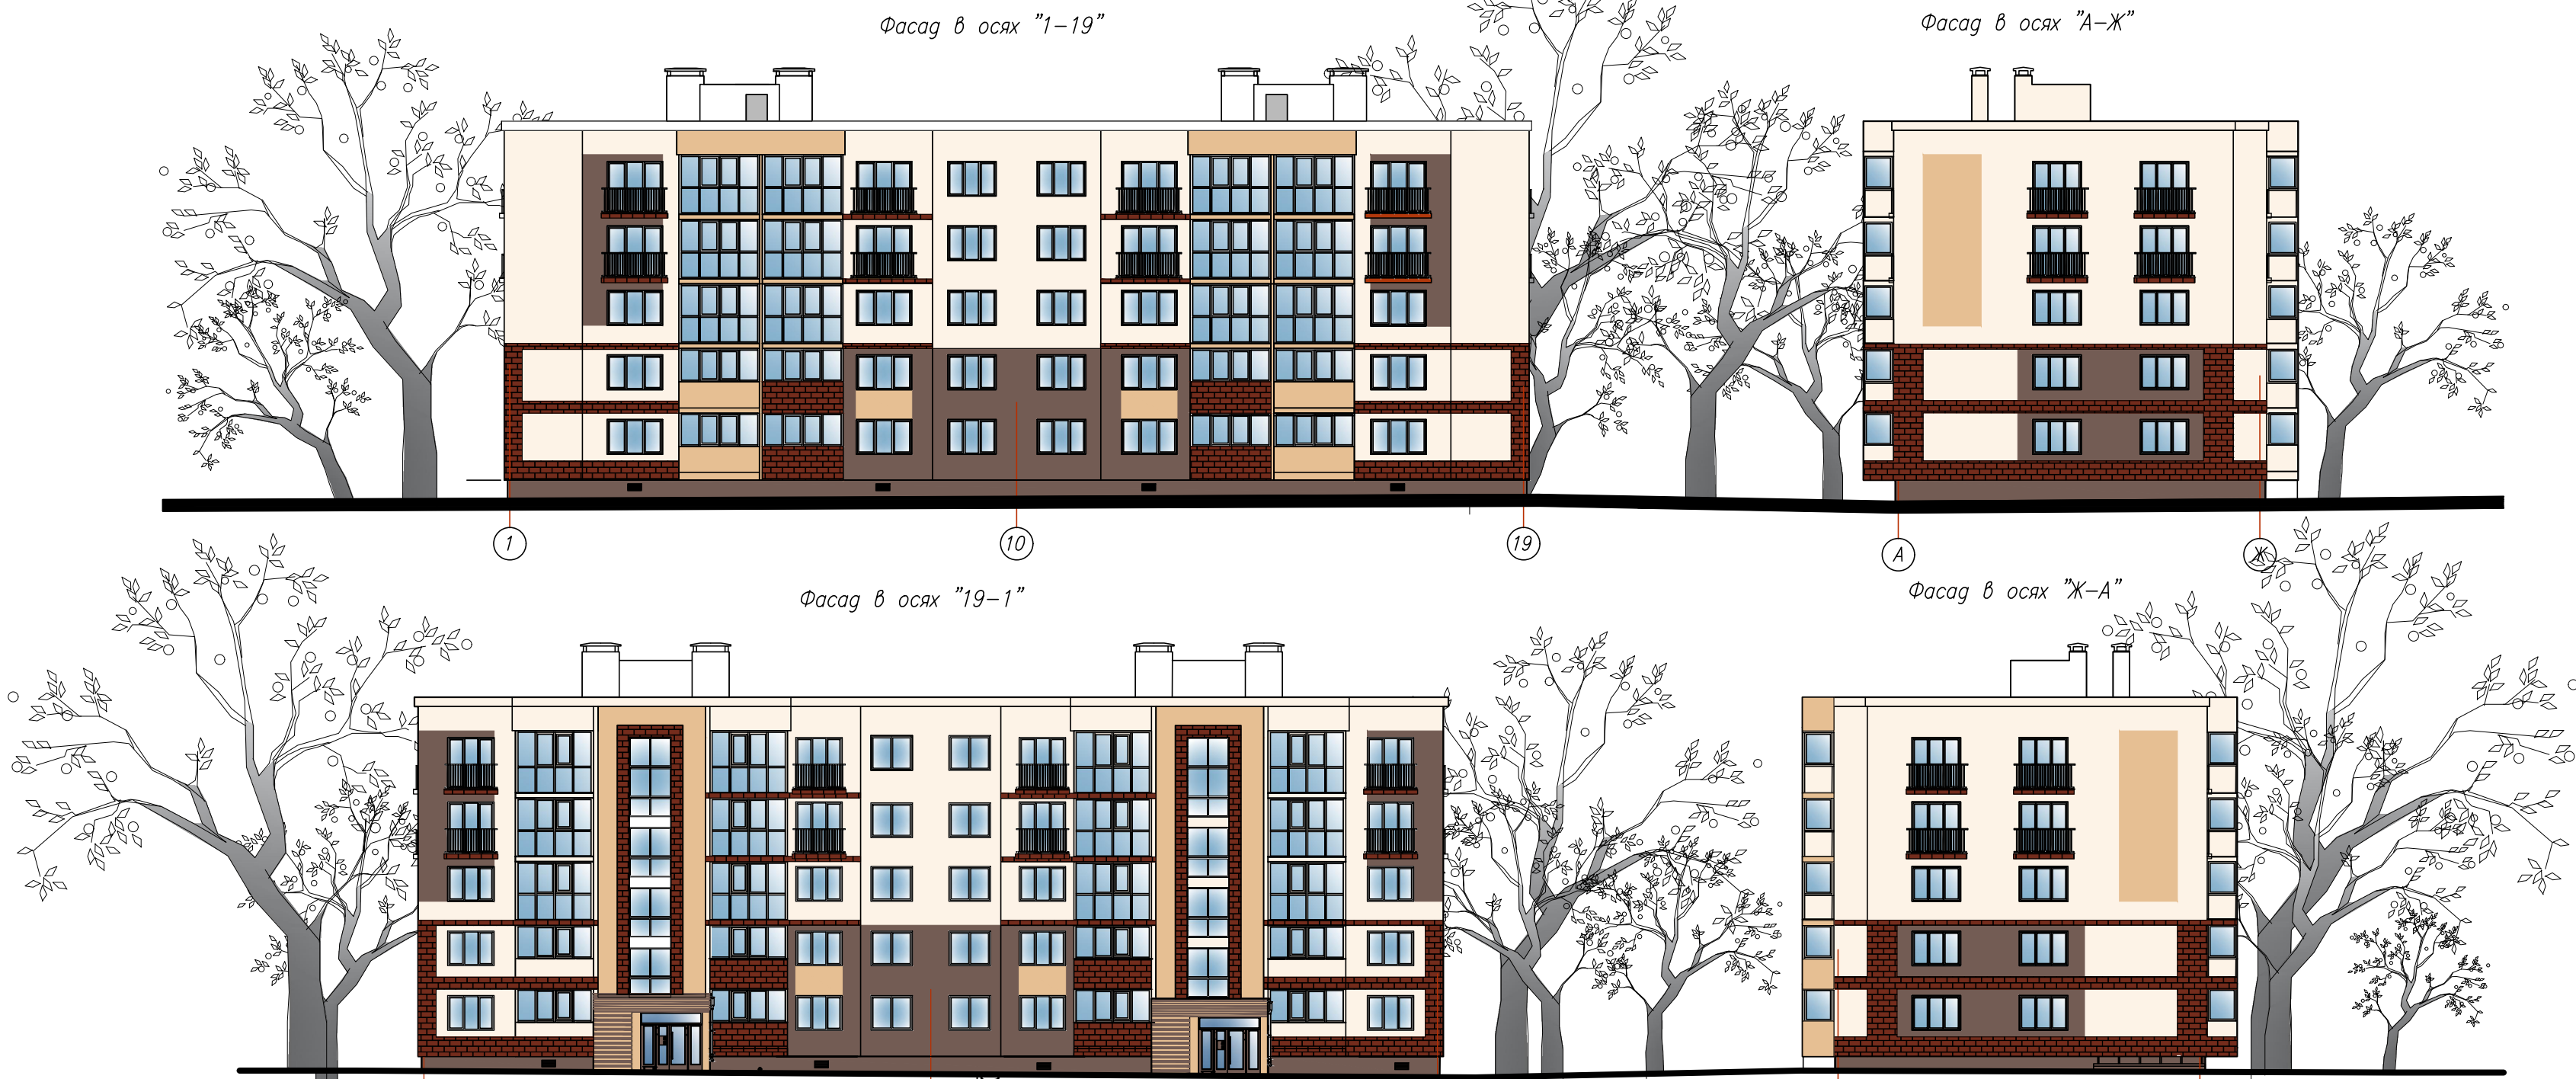 Фасад в осях "1-19"
Фасад в осях "А-Ж"
1
10
19
А
Ж
Фасад в осях "19-1"
Фасад в осях "Ж-А"